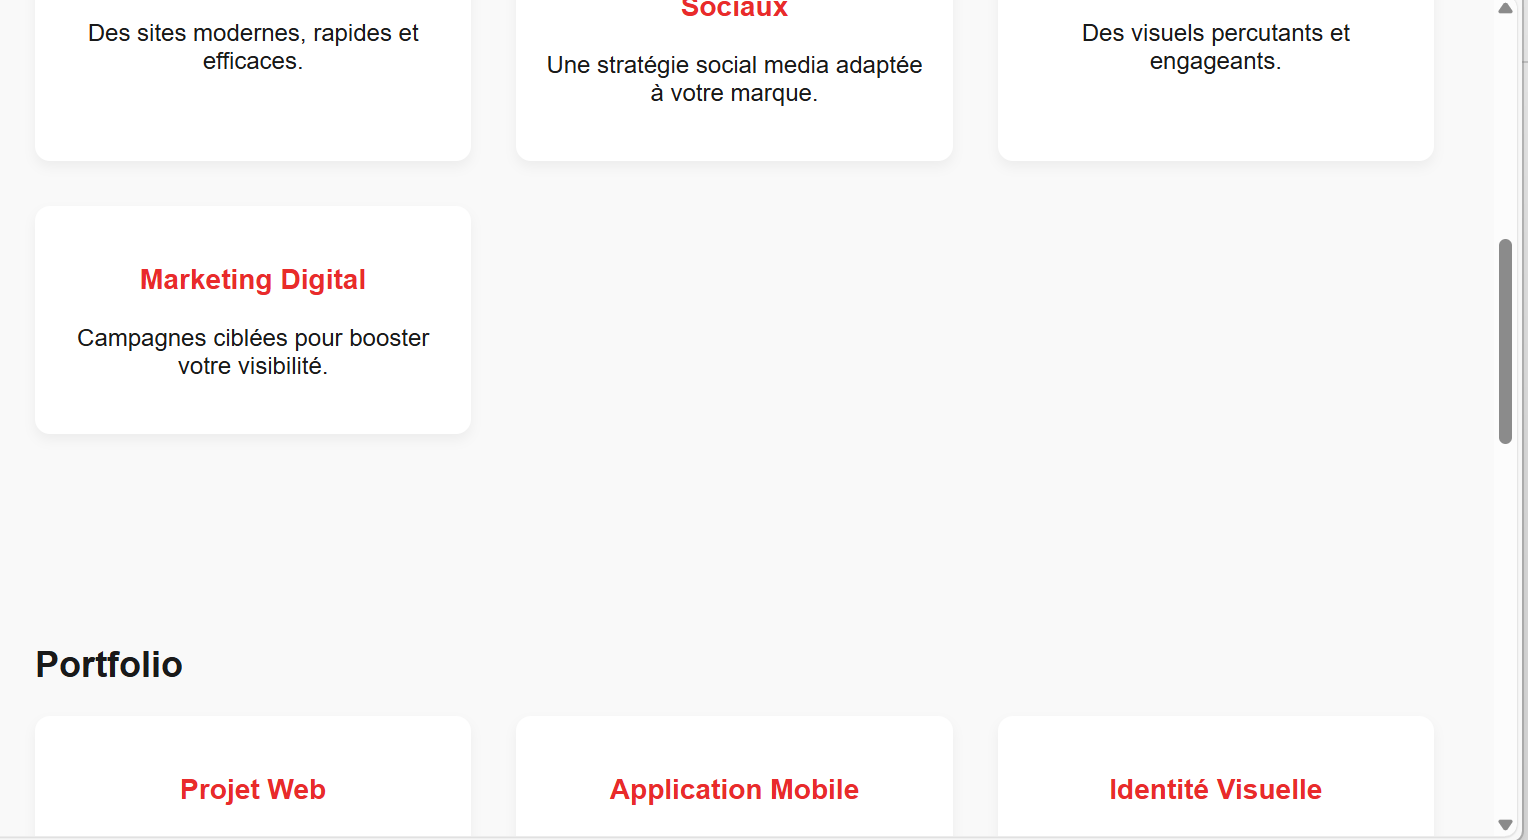 Sociaux
Des sites modernes, rapides et
efficaces.
Une stratégie social media adaptée
à votre marque.
Des visuels percutants et
engageants.
Marketing Digital
Campagnes ciblées pour booster
votre visibilité.
Portfolio
Projet Web
Application Mobile
Identité Visuelle